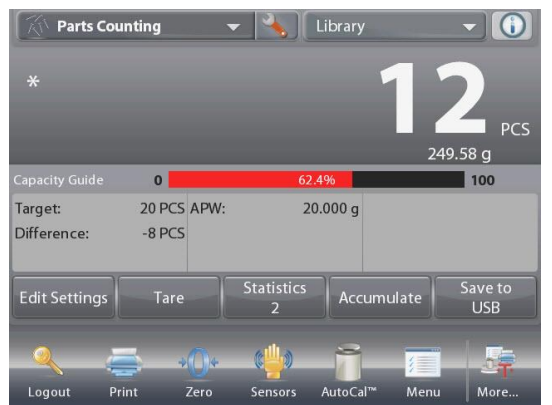 Parts Counting
Library
*
12 PCS
249.58 g
Capacity Guide 0 62.4% 100
Target: 20 PCS APW: 20.000 g
Difference: -8 PCS
Edit Settings
Tare
Statistics
2
Accumulate
Save to
USB
Logout
Print
Zero
Sensors
AutoCal™
Menu
More...